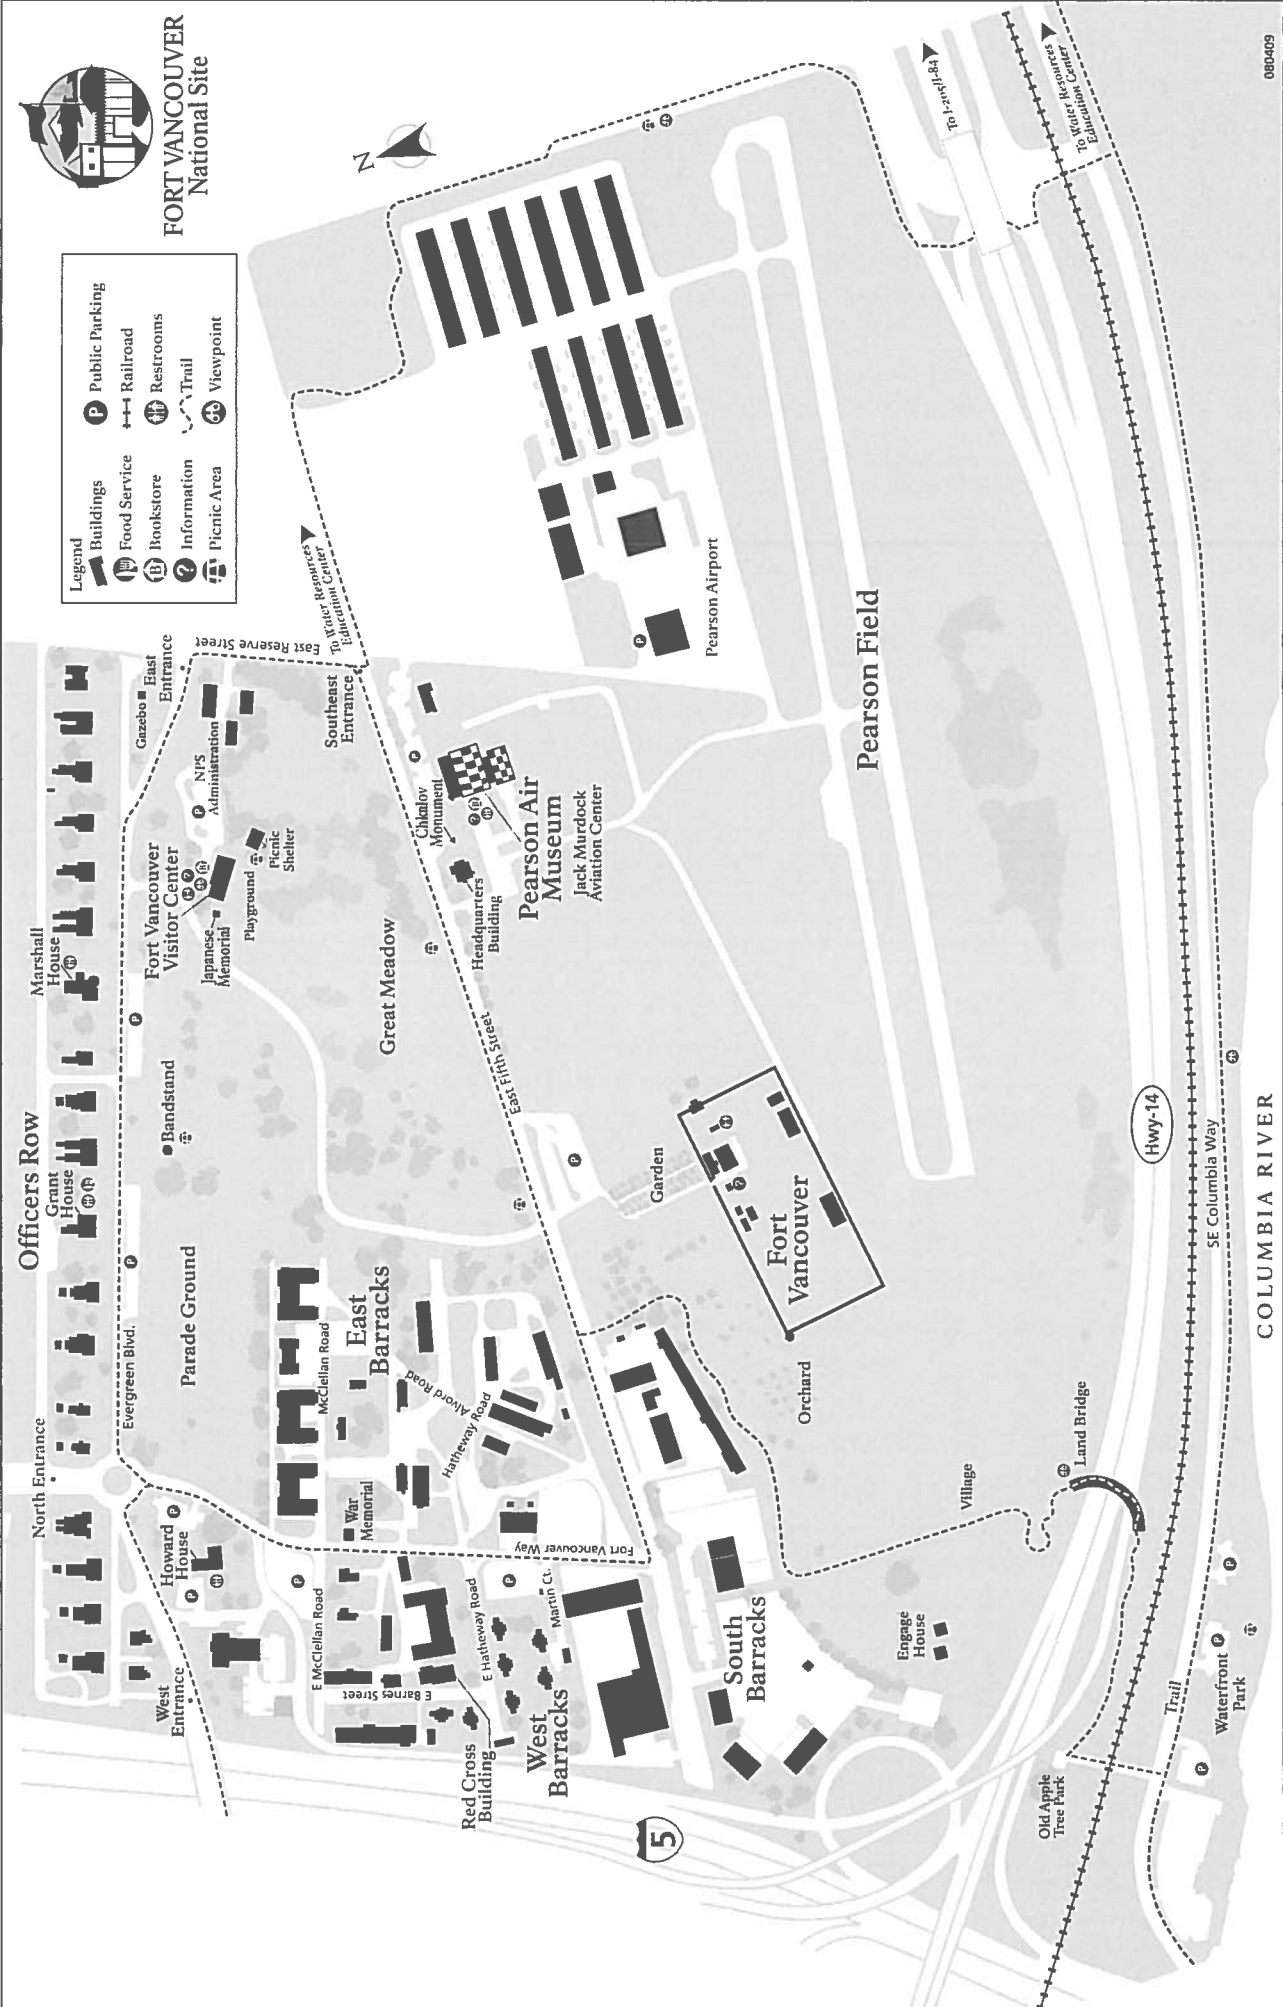 FORT VANCOUVER
National Site
N
Legend
Buildings
Food Service
Bookstore
Information
Picnic Area
Public Parking
Railroad
Restrooms
Trail
Viewpoint
Officers Row
North Entrance
Grant
House
Marshall
House
Evergreen Blvd.
Gazebo
East
Entrance
East Reserve Street
West
Entrance
Howard
House
Parade Ground
Bandstand
Fort Vancouver
Visitor Center
Japanese
Memorial
Playground
Picnic
Shelter
NPS
Administration
Southeast
Entrance
To Water Resources
Education Center
Great Meadow
E McClellan Road
McClellan Road
War
Memorial
East
Barracks
Alvord Road
Hatheway Road
E Barnes Street
E Hatheway Road
Martin Ct.
Fort Vancouver Way
Red Cross
Building
West
Barracks
East Fifth Street
Chkalov
Monument
Headquarters
Building
Pearson Air
Museum
Jack Murdock
Aviation Center
Pearson Airport
Pearson Field
Garden
Fort
Vancouver
Orchard
South
Barracks
5
Engage
House
Village
Land Bridge
Old Apple
Tree Park
Trail
Waterfront
Park
Hwy-14
SE Columbia Way
COLUMBIA RIVER
To I-205/I-84
To Water Resources
Education Center
080409